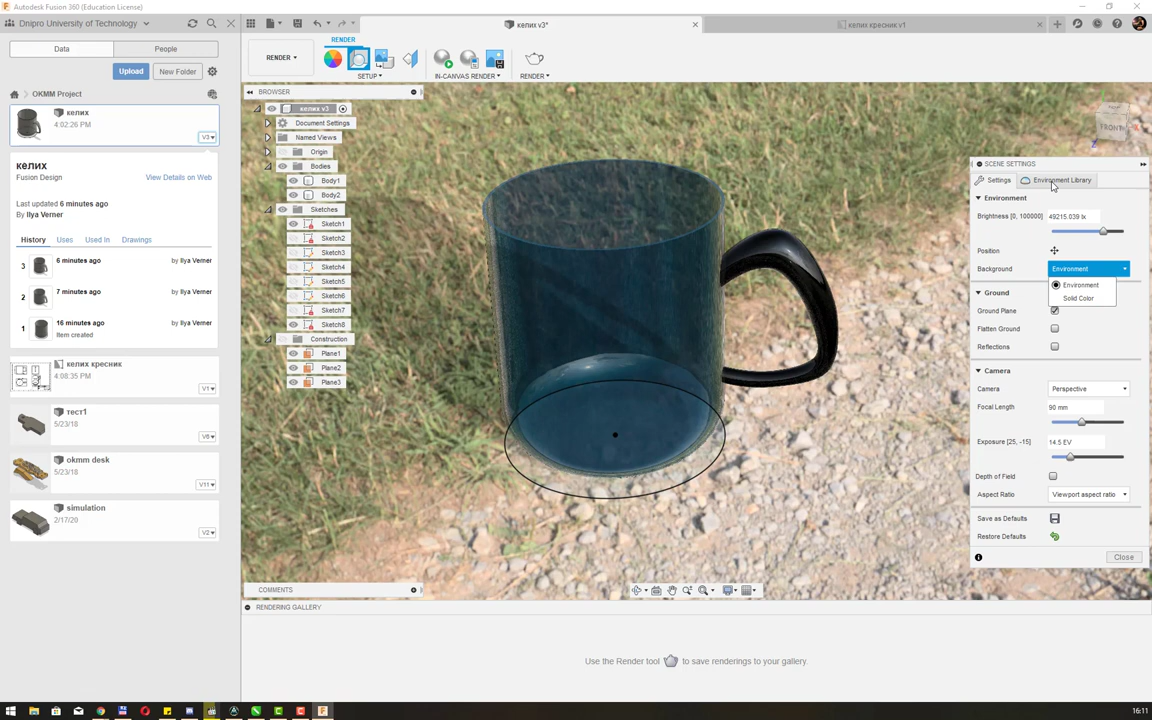 Autodesk Fusion 360 (Education License)
Dnipro University of Technology
келих v3*
келих кресник v1
Data
People
Upload
New Folder
OKMM Project
келих
4:02:26 PM
V3
келих
Fusion Design
View Details on Web
Last updated 6 minutes ago
By Ilya Verner
History
Uses
Used In
Drawings
3
6 minutes ago
by Ilya Verner
2
7 minutes ago
by Ilya Verner
1
16 minutes ago
by Ilya Verner
Item created
келих кресник
4:08:35 PM
V1
тест1
5/23/18
V6
okmm desk
5/23/18
V11
simulation
2/17/20
V2
RENDER
RENDER
SETUP
IN-CANVAS RENDER
RENDER
BROWSER
келих v3
Document Settings
Named Views
Origin
Bodies
Body1
Body2
Sketches
Sketch1
Sketch2
Sketch3
Sketch4
Sketch5
Sketch6
Sketch7
Sketch8
Construction
Plane1
Plane2
Plane3
FRONT
X
Z
SCENE SETTINGS
Settings
Environment Library
Environment
Brightness [0, 100000]
49215.039 lx
Position
Background
Environment
Environment
Solid Color
Ground
Ground Plane
Flatten Ground
Reflections
Camera
Camera
Perspective
Focal Length
90 mm
Exposure [25, -15]
14.5 EV
Depth of Field
Aspect Ratio
Viewport aspect ratio
Save as Defaults
Restore Defaults
Close
COMMENTS
RENDERING GALLERY
Use the Render tool to save renderings to your gallery.
16:11